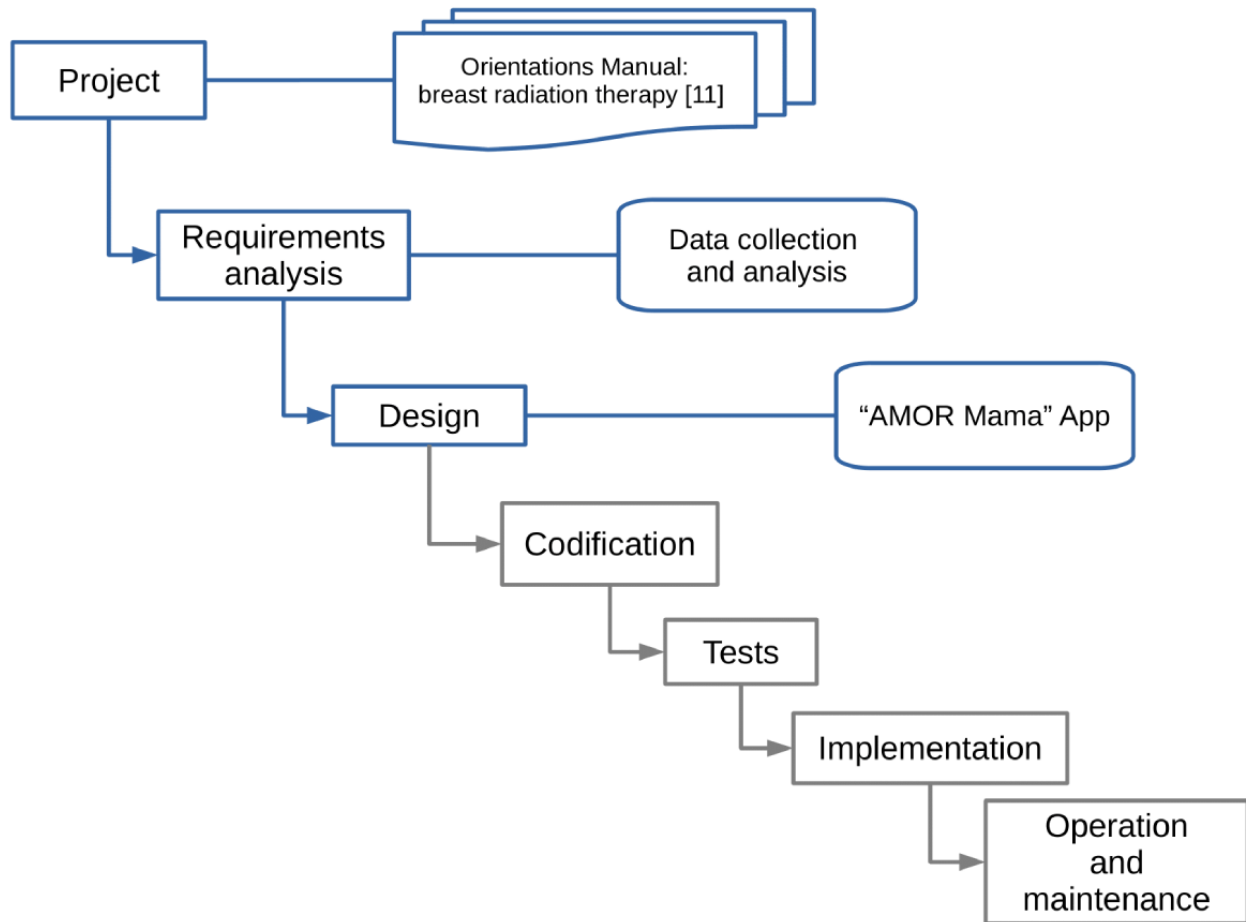 Project
Orientations Manual:
breast radiation therapy [11]
Requirements
analysis
Data collection
and analysis
Design
“AMOR Mama” App
Codification
Tests
Implementation
Operation
and
maintenance